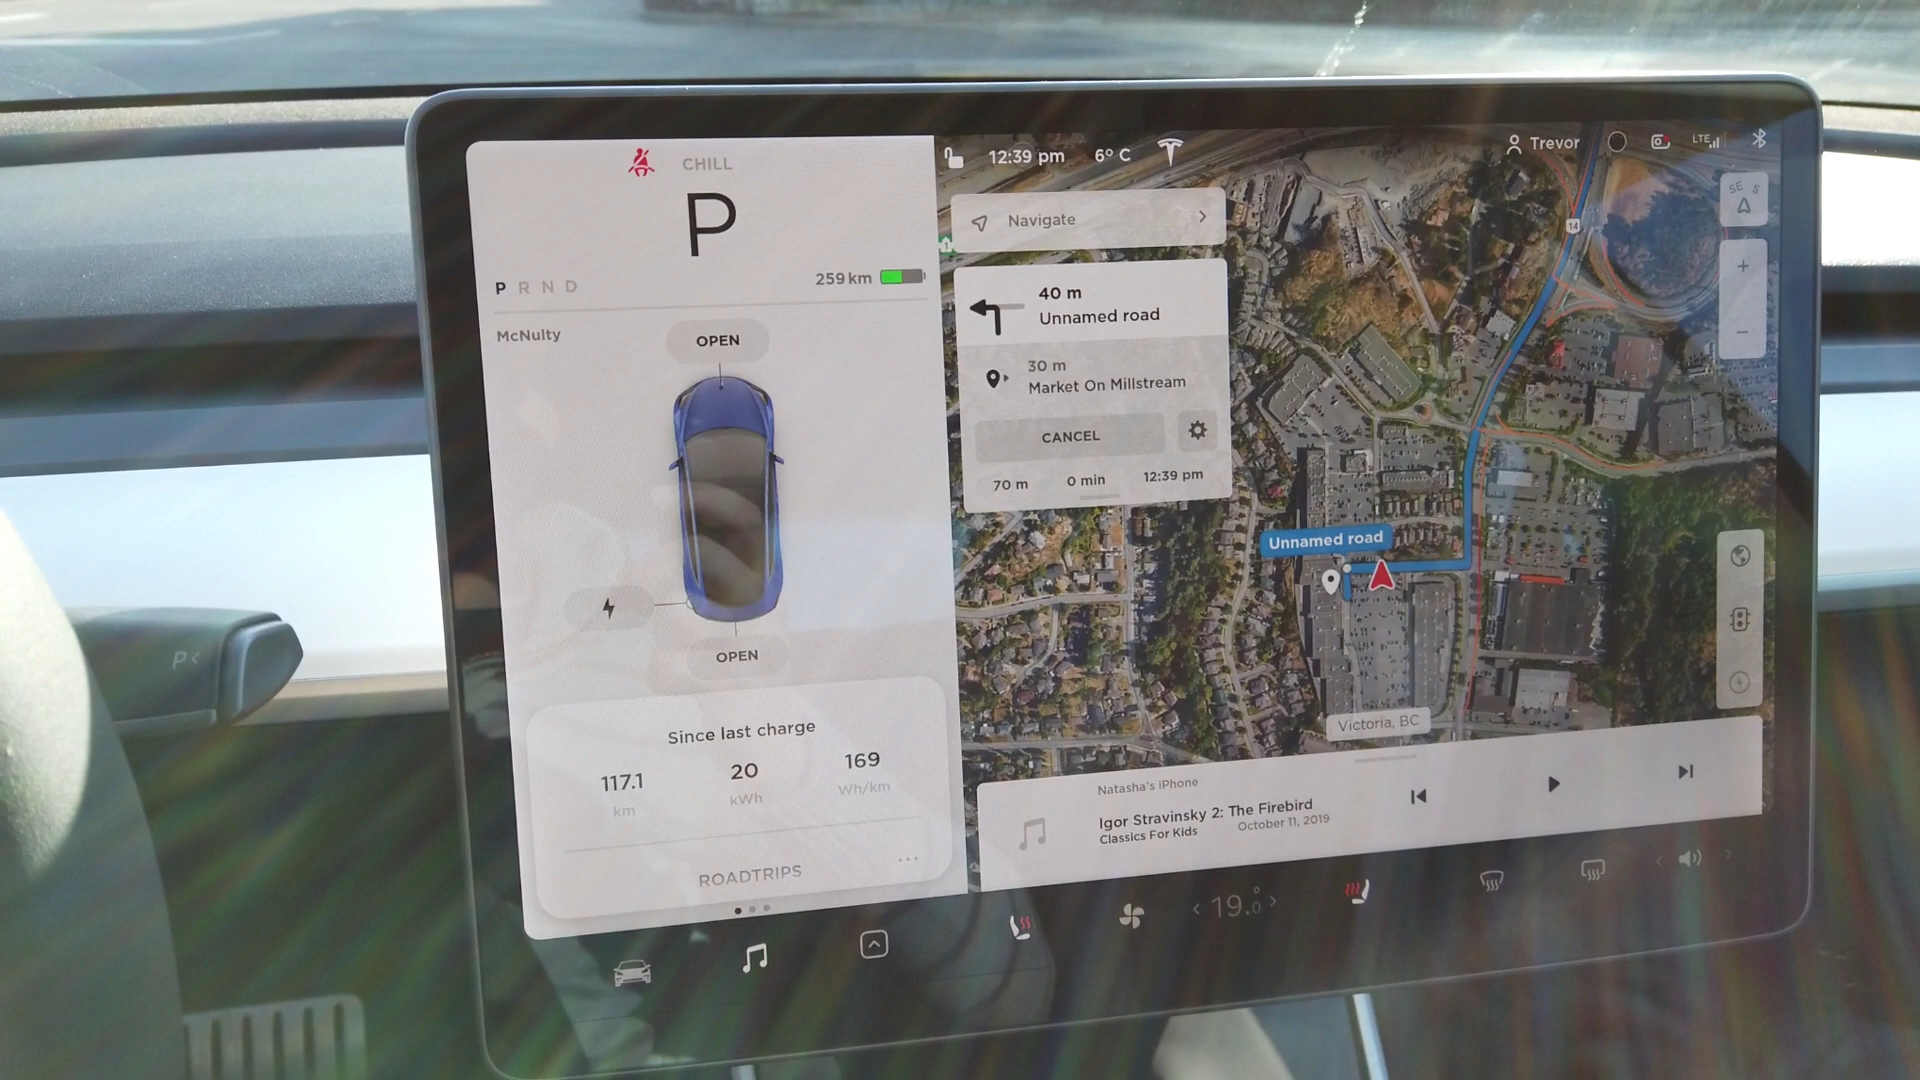 CHILL
P
P R N D
259 km
McNulty
OPEN
OPEN
Since last charge
117.1 20 169
km kWh Wh/km
ROADTRIPS
12:39 pm 6° C
Trevor
LTE
Navigate
40 m
Unnamed road
30 m
Market On Millstream
CANCEL
70 m 0 min 12:39 pm
SE S
14
1
Unnamed road
Victoria, BC
Natasha's iPhone
Igor Stravinsky 2: The Firebird
Classics For Kids October 11, 2019
< 19.0° >
P<